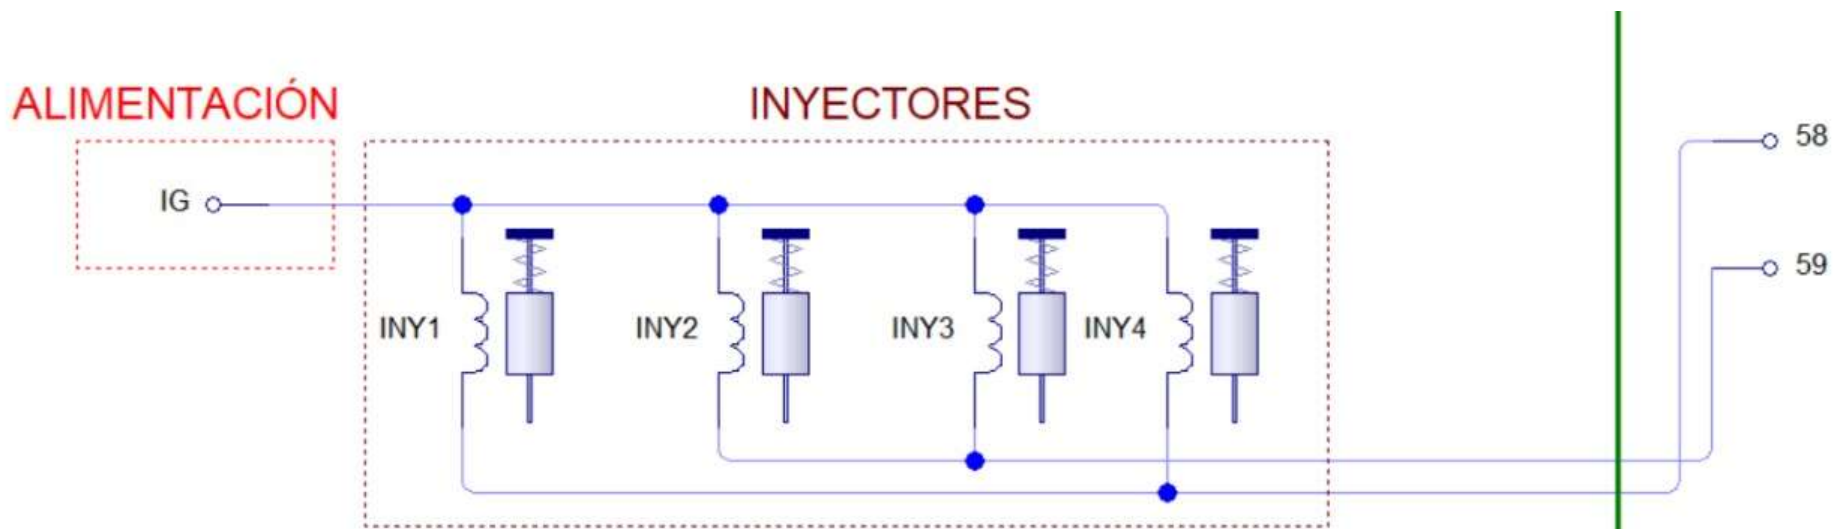 ALIMENTACIÓN
INYECTORES
58
IG
59
INY1
INY2
INY3
INY4